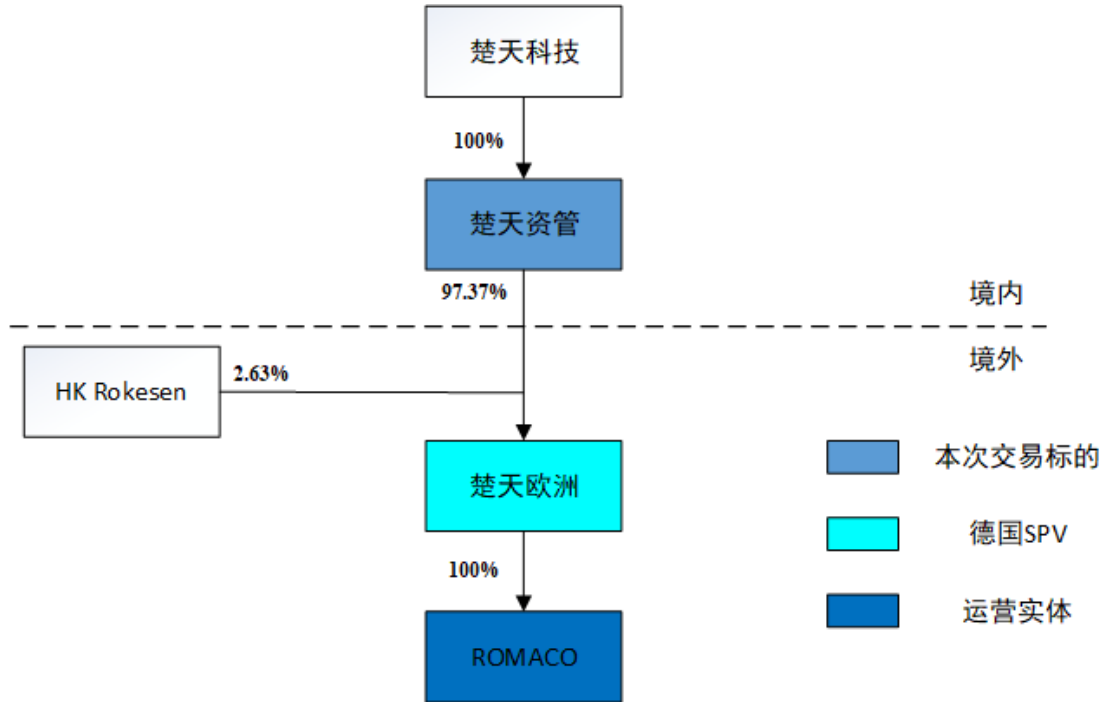 楚天科技
100%
楚天资管
97.37%
境内
境外
HK Rokesen
2.63%
楚天欧洲
本次交易标的
德国SPV
100%
运营实体
ROMACO